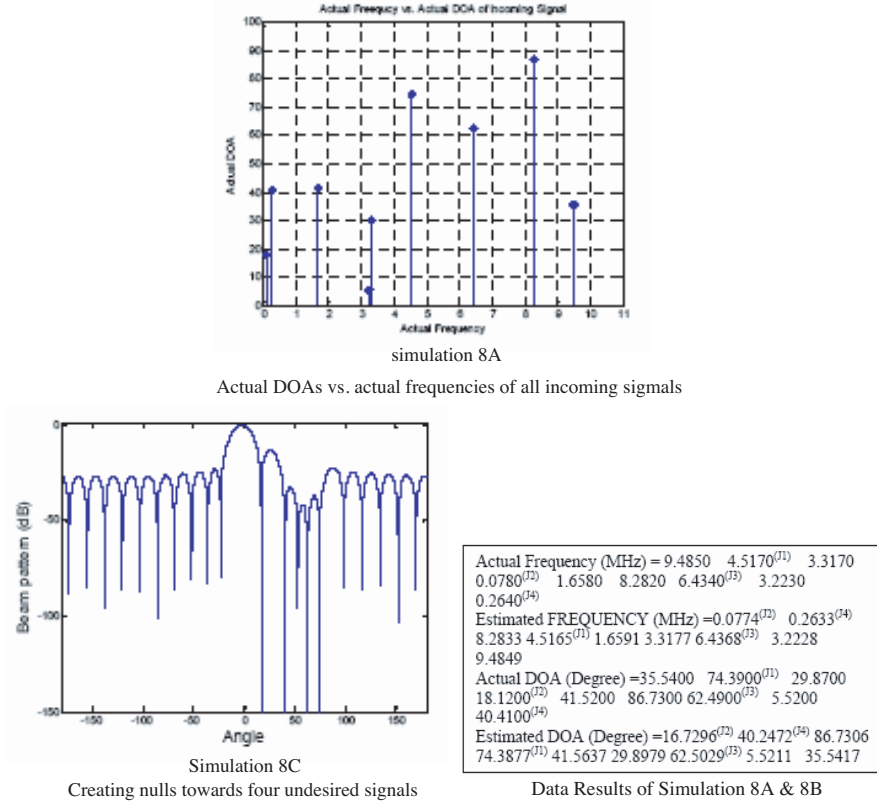 Actual Freequcy vs. Actual DOA of Incoming Signal
100
90
80
70
60
50
40
30
20
10
0
Actual DOA
0 1 2 3 4 5 6 7 8 9 10 11
Actual Frequency
simulation 8A
Actual DOAs vs. actual frequencies of all incoming sigmals
0
-50
-100
-150
Beam pattern (dB)
-150 -100 -50 0 50 100 150
Angle
Simulation 8C
Creating nulls towards four undesired signals
Actual Frequency (MHz) = 9.4850 4.5170(J1) 3.3170
0.0780(J2) 1.6580 8.2820 6.4340(J3) 3.2230
0.2640(J4)
Estimated FREQUENCY (MHz) =0.0774(J2) 0.2633(J4)
8.2833 4.5165(J1) 1.6591 3.3177 6.4368(J3) 3.2228
9.4849
Actual DOA (Degree) =35.5400 74.3900(J1) 29.8700
18.1200(J2) 41.5200 86.7300 62.4900(J3) 5.5200
40.4100(J4)
Estimated DOA (Degree) =16.7296(J2) 40.2472(J4) 86.7306
74.3877(J1) 41.5637 29.8979 62.5029(J3) 5.5211 35.5417
Data Results of Simulation 8A & 8B